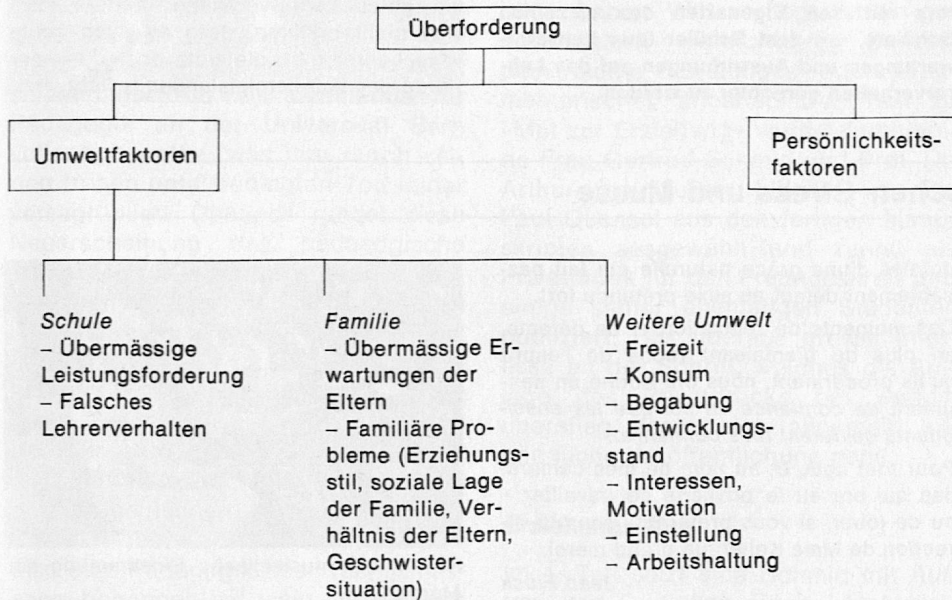 Überforderung
Umweltfaktoren
Persönlichkeits-
faktoren
Schule
– Übermässige
Leistungsforderung
– Falsches
Lehrerverhalten
Familie
– Übermässige Er-
wartungen der
Eltern
– Familiäre Pro-
bleme (Erziehungs-
stil, soziale Lage
der Familie, Ver-
hältnis der Eltern,
Geschwister-
situation)
Weitere Umwelt
– Freizeit
– Konsum
– Begabung
– Entwicklungs-
stand
– Interessen,
Motivation
– Einstellung
– Arbeitshaltung